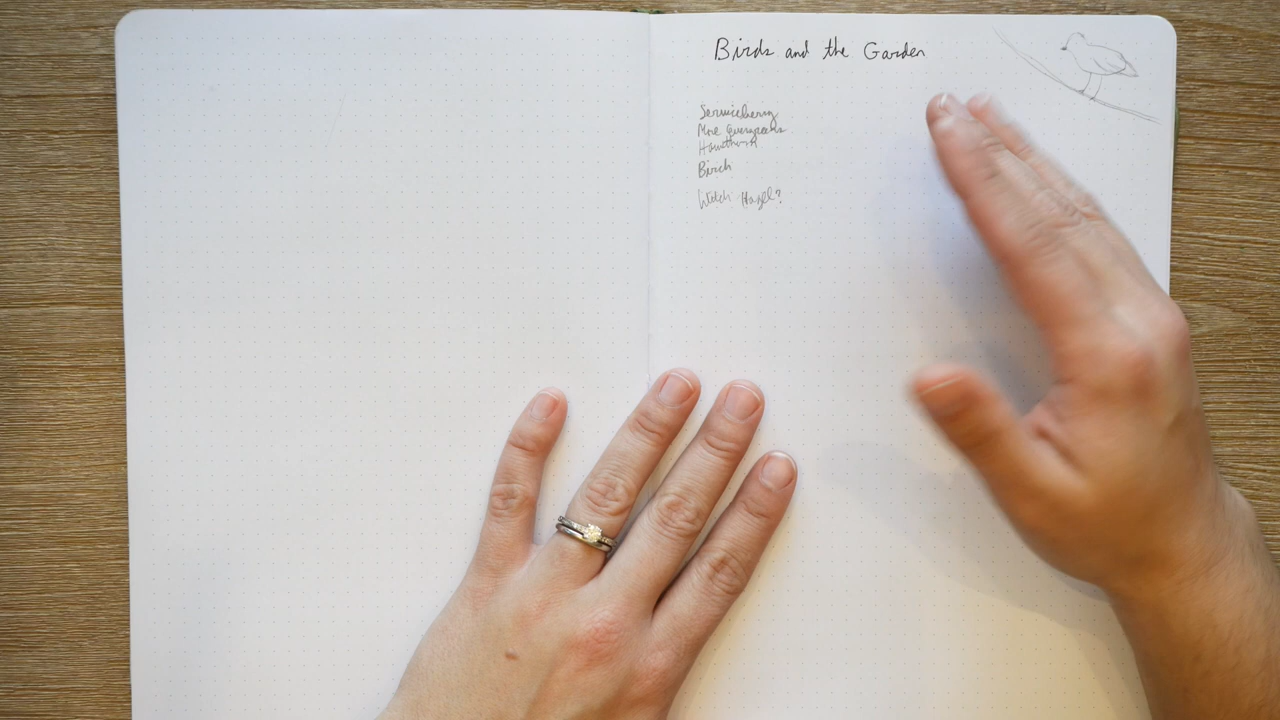 Birds and the Garden
Serviceberry
More Evergreens
Hawthorn
Birch
Witch Hazel?